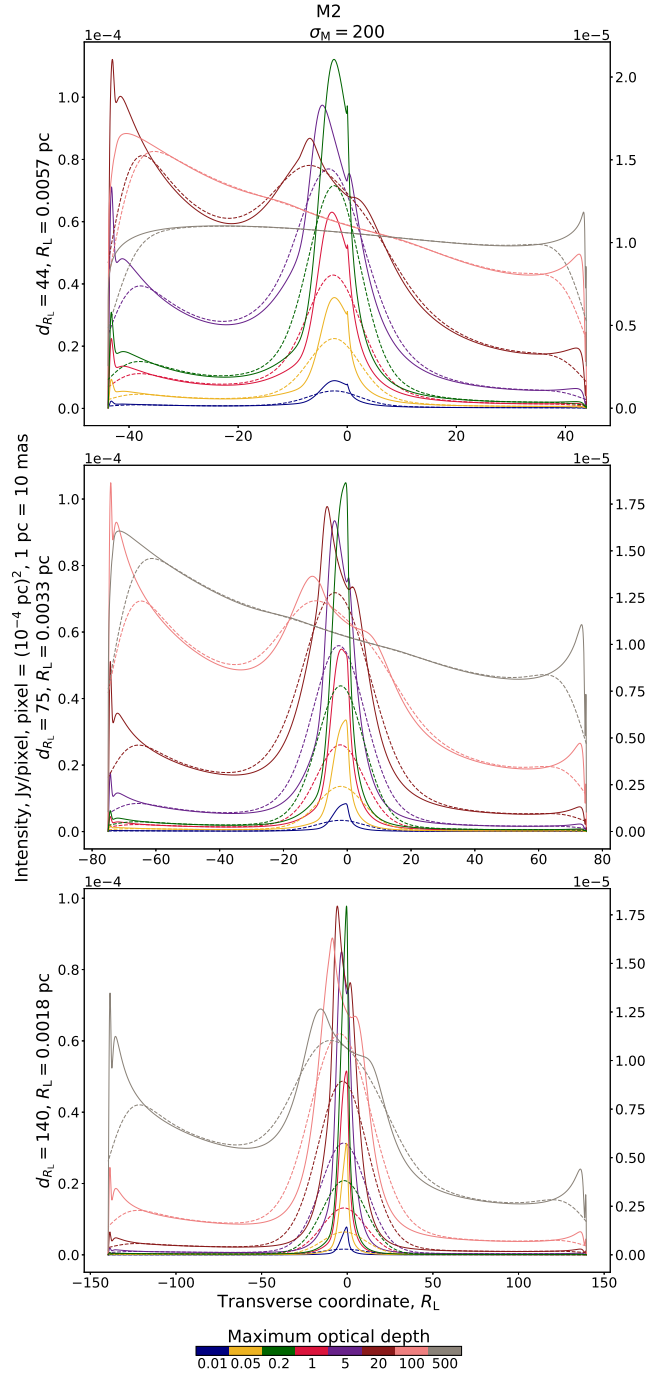 M2
σ_M = 200
1e−4 1e−5
1.0 0.8 0.6 0.4 0.2 0.0
2.0 1.5 1.0 0.5 0.0
d_{R_L} = 44, R_L = 0.0057 pc
−40 −20 0 20 40
1e−4 1e−5
1.0 0.8 0.6 0.4 0.2 0.0
1.75 1.50 1.25 1.00 0.75 0.50 0.25 0.00
Intensity, Jy/pixel, pixel = (10^{−4} pc)^2, 1 pc = 10 mas
d_{R_L} = 75, R_L = 0.0033 pc
−80 −60 −40 −20 0 20 40 60 80
1e−4 1e−5
1.0 0.8 0.6 0.4 0.2 0.0
1.75 1.50 1.25 1.00 0.75 0.50 0.25 0.00
d_{R_L} = 140, R_L = 0.0018 pc
−150 −100 −50 0 50 100 150
Transverse coordinate, R_L
Maximum optical depth
0.01 0.05 0.2 1 5 20 100 500